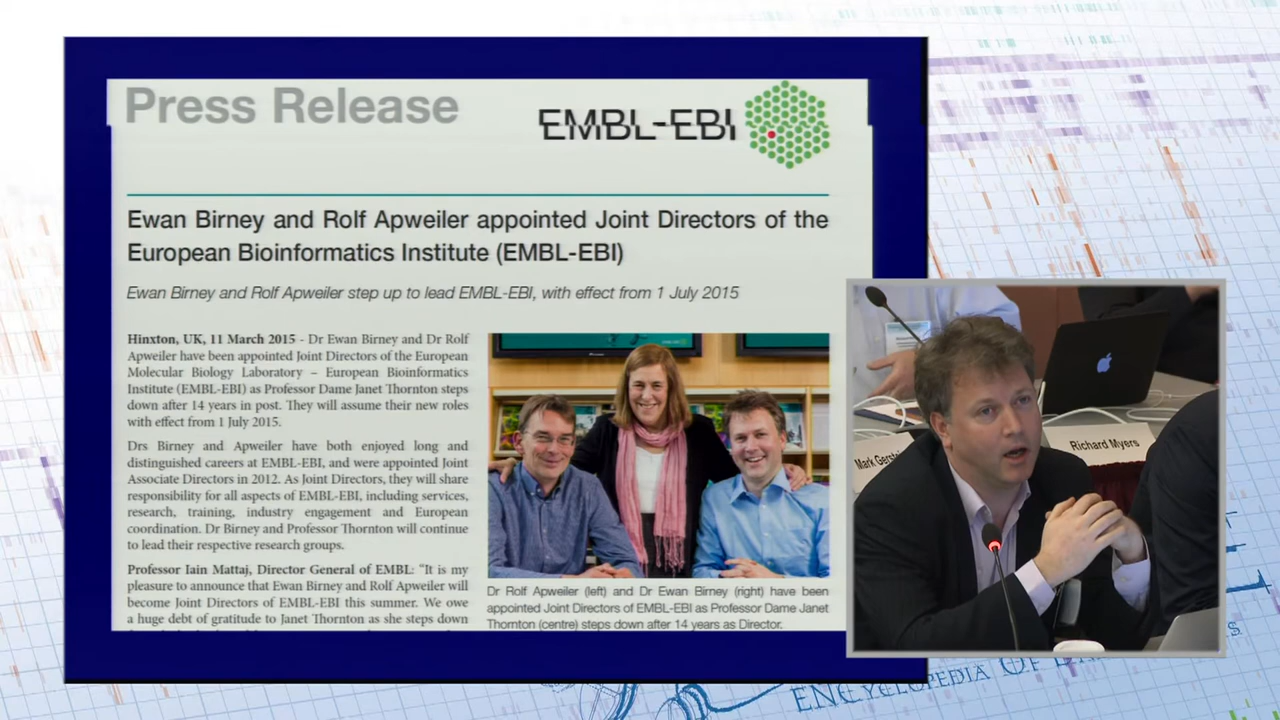 Press Release
EMBL-EBI
Ewan Birney and Rolf Apweiler appointed Joint Directors of the
European Bioinformatics Institute (EMBL-EBI)
Ewan Birney and Rolf Apweiler step up to lead EMBL-EBI, with effect from 1 July 2015
Hinxton, UK, 11 March 2015 - Dr Ewan Birney and Dr Rolf
Apweiler have been appointed Joint Directors of the European
Molecular Biology Laboratory – European Bioinformatics
Institute (EMBL-EBI) as Professor Dame Janet Thornton steps
down after 14 years in post. They will assume their new roles
with effect from 1 July 2015.
Drs Birney and Apweiler have both enjoyed long and
distinguished careers at EMBL-EBI, and were appointed Joint
Associate Directors in 2012. As Joint Directors, they will share
responsibility for all aspects of EMBL-EBI, including services,
research, training, industry engagement and European
coordination. Dr Birney and Professor Thornton will continue
to lead their respective research groups.
Professor Iain Mattaj, Director General of EMBL: “It is my
pleasure to announce that Ewan Birney and Rolf Apweiler will
become Joint Directors of EMBL-EBI this summer. We owe
a huge debt of gratitude to Janet Thornton as she steps down
Dr Rolf Apweiler (left) and Dr Ewan Birney (right) have been
appointed Joint Directors of EMBL-EBI as Professor Dame Janet
Thornton (centre) steps down after 14 years as Director.
Mark
Richard Myers
ENCYCLOPEDIA OF